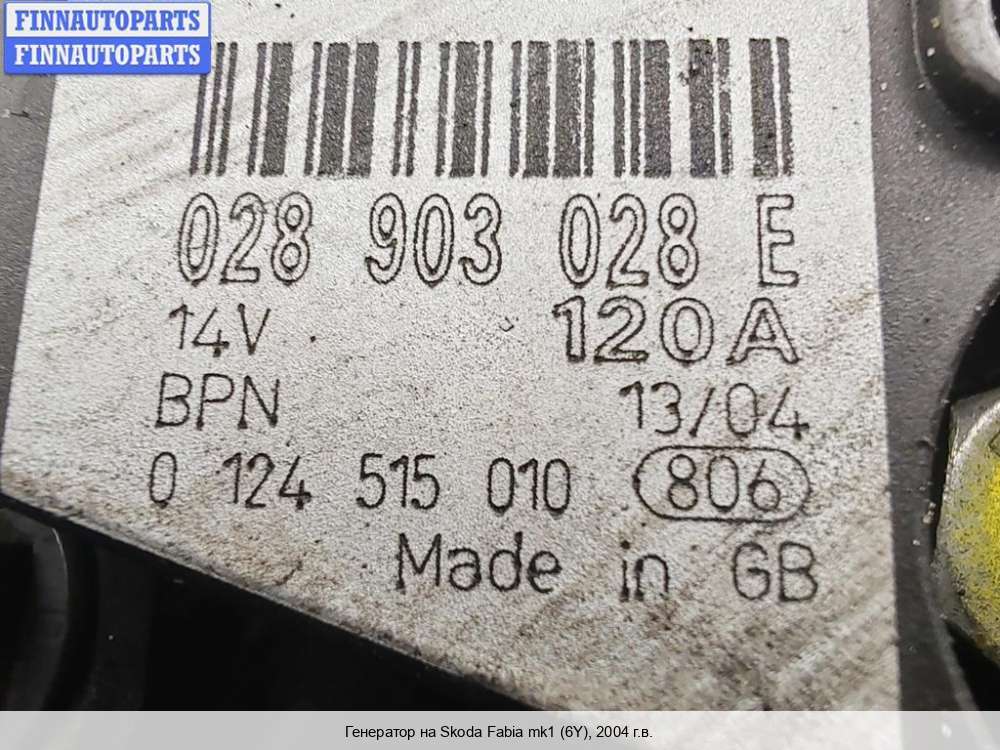 FINNAUTOPARTS
FINNAUTOPARTS
028 903 028 E
14V 120A
BPN 13/04
0 124 515 010 806
Made in GB
Генератор на Skoda Fabia mk1 (6Y), 2004 г.в.